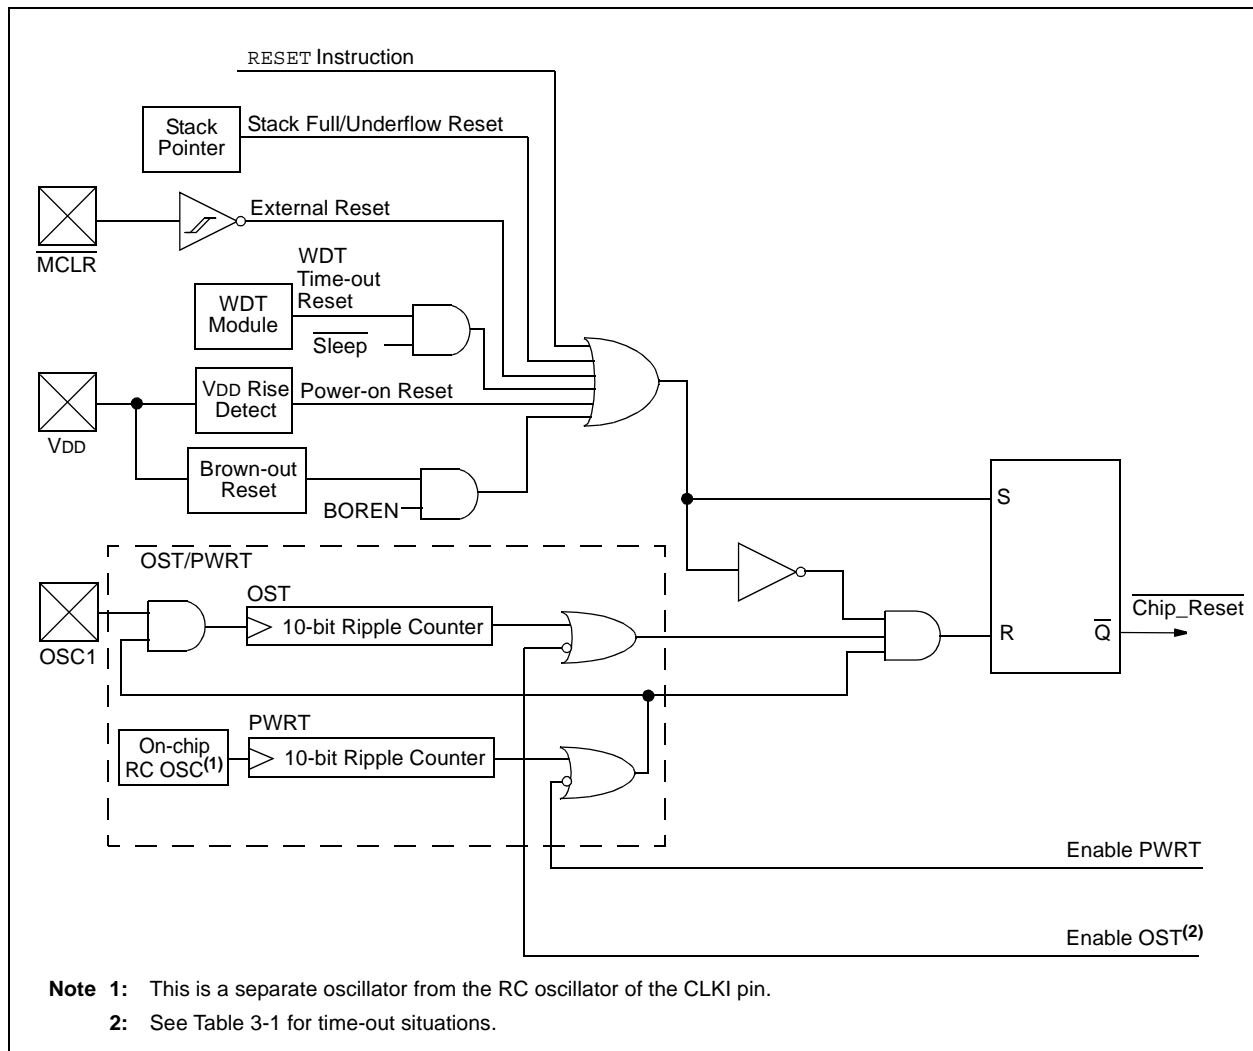 RESET Instruction
Stack
Pointer
Stack Full/Underflow Reset
External Reset
MCLR
WDT
Time-out
Reset
WDT
Module
Sleep
VDD Rise
Detect
Power-on Reset
VDD
Brown-out
Reset
BOREN
S
OST/PWRT
OST
10-bit Ripple Counter
OSC1
Chip_Reset
R
Q
PWRT
On-chip
RC OSC(1)
10-bit Ripple Counter
Enable PWRT
Enable OST(2)
Note 1: This is a separate oscillator from the RC oscillator of the CLKI pin.
2: See Table 3-1 for time-out situations.